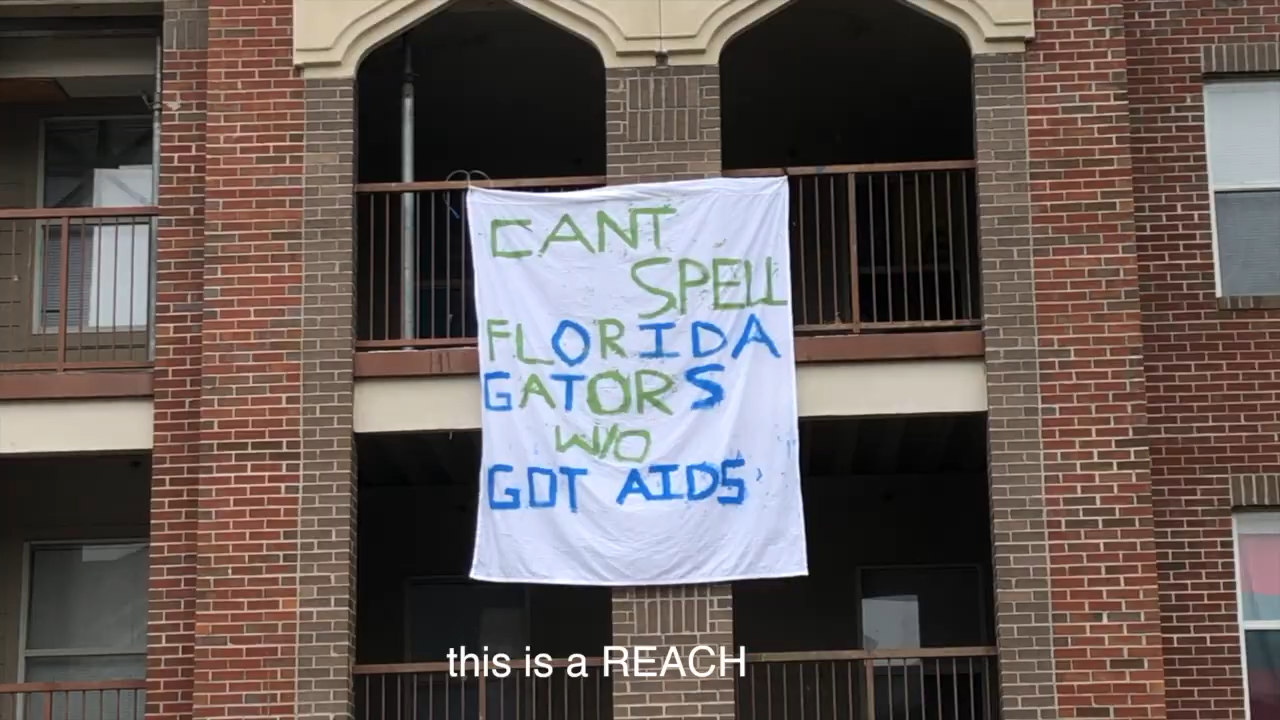 CANT
SPELL
FLORIDA
GATORS
W/O
GOT AIDS
this is a REACH